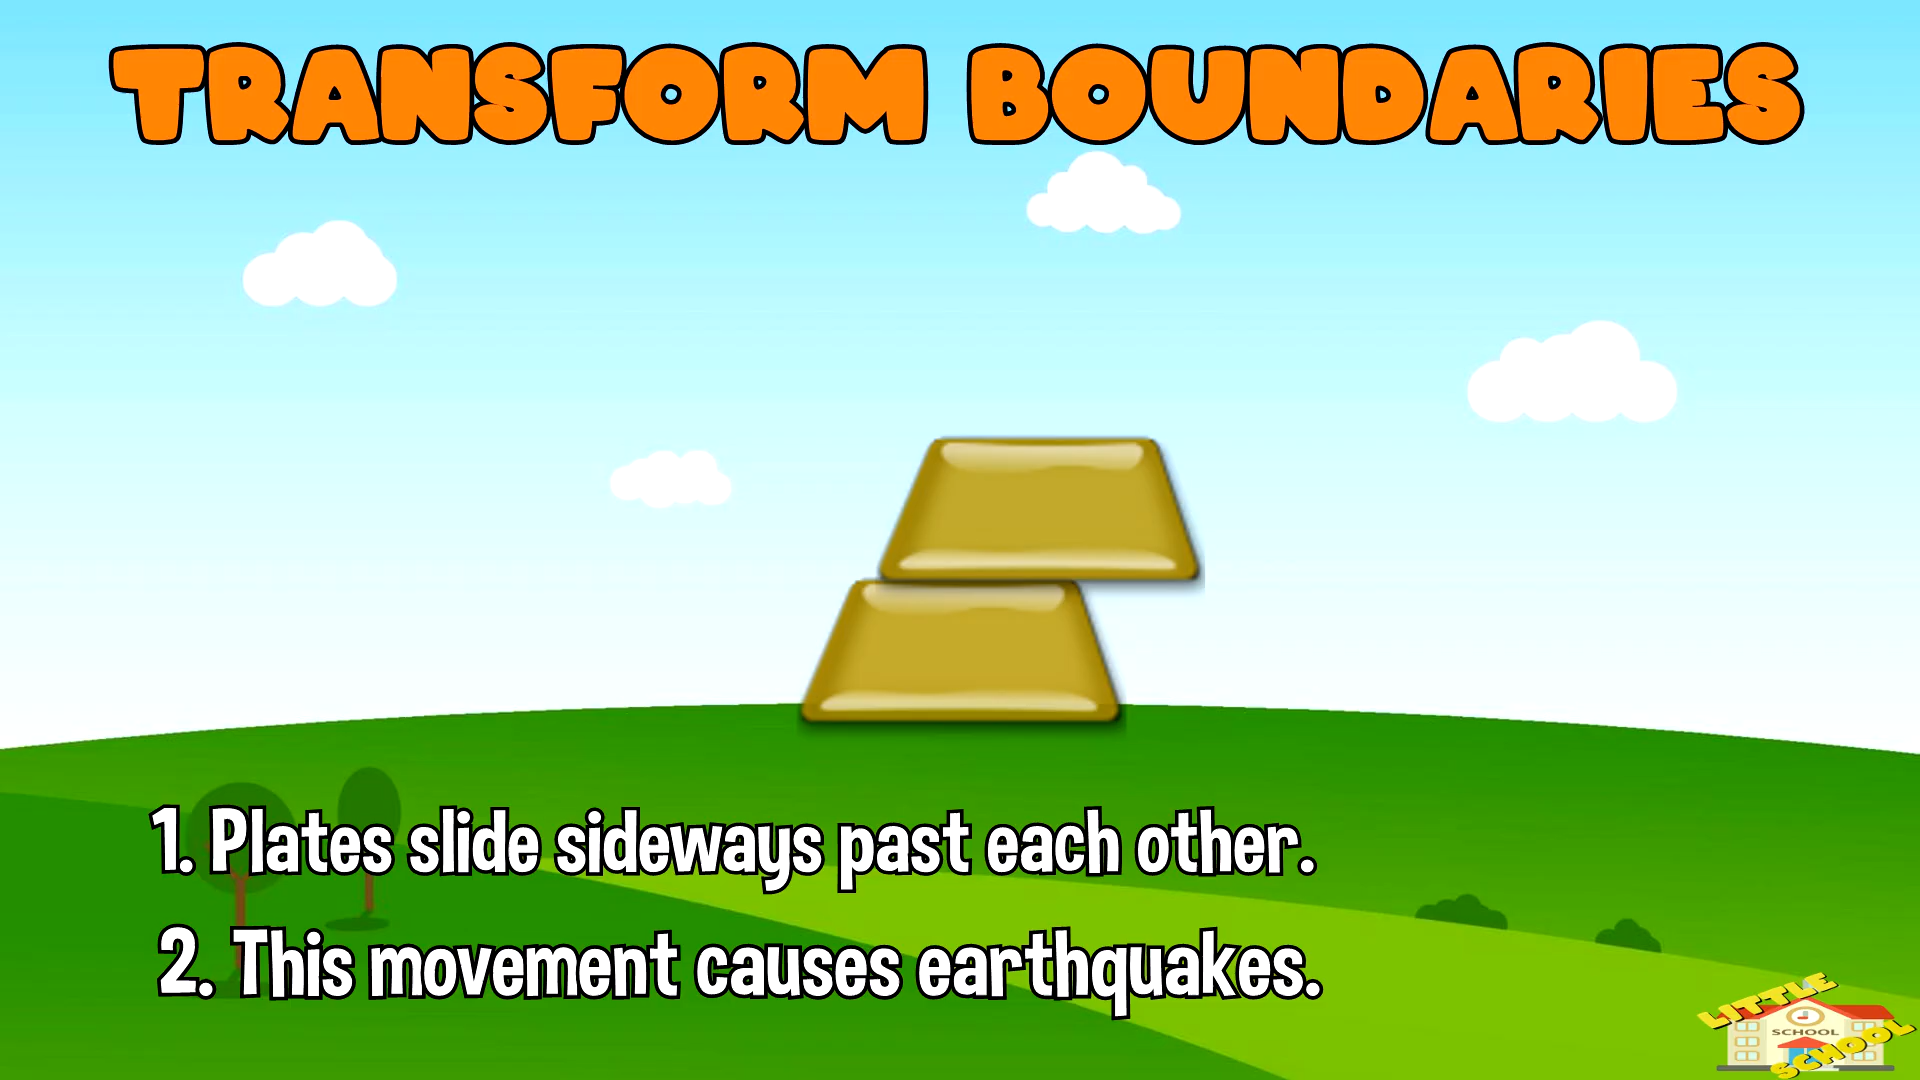 TRANSFORM BOUNDARIES
1. Plates slide sideways past each other.
2. This movement causes earthquakes.
LITTLE
SCHOOL
SCHOOL